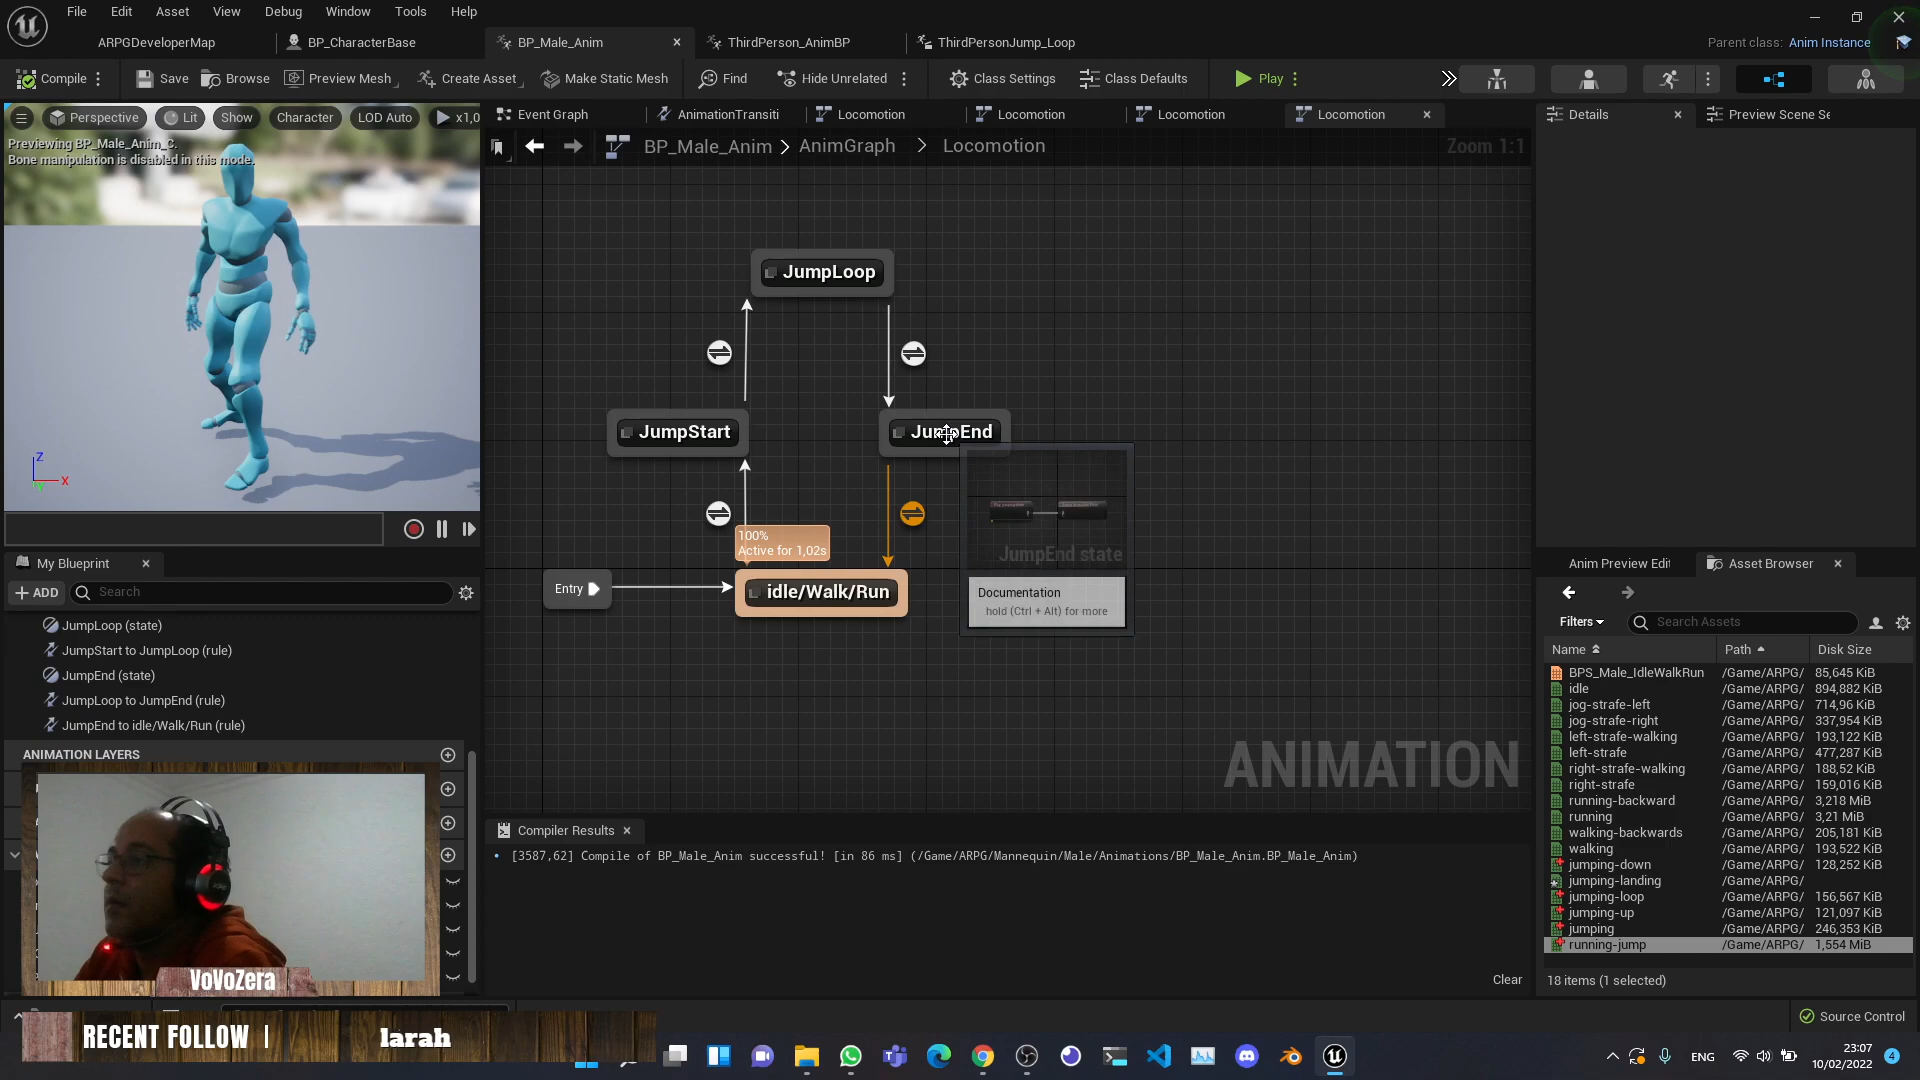 File Edit Asset View Debug Window Tools Help
ARPGDeveloperMap BP_CharacterBase BP_Male_Anim ThirdPerson_AnimBP ThirdPersonJump_Loop Parent class: Anim Instance
Compile Save Browse Preview Mesh Create Asset Make Static Mesh Find Hide Unrelated Class Settings Class Defaults Play
Perspective Lit Show Character LOD Auto x1,0
Previewing BP_Male_Anim_C.
Bone manipulation is disabled in this mode.
Z
X
Event Graph AnimationTransiti Locomotion Locomotion Locomotion Locomotion
BP_Male_Anim > AnimGraph > Locomotion Zoom 1:1
JumpLoop
JumpStart
JumpEnd
100%
Active for 1,02s
Entry
idle/Walk/Run
JumpEnd state
Documentation
hold (Ctrl + Alt) for more
ANIMATION
My Blueprint
+ ADD Search
JumpLoop (state)
JumpStart to JumpLoop (rule)
JumpEnd (state)
JumpLoop to JumpEnd (rule)
JumpEnd to idle/Walk/Run (rule)
ANIMATION LAYERS
VoVoZera
RECENT FOLLOW | larah
Compiler Results
[3587,62] Compile of BP_Male_Anim successful! [in 86 ms] (/Game/ARPG/Mannequin/Male/Animations/BP_Male_Anim.BP_Male_Anim)
Clear
Details Preview Scene Se
Anim Preview Edit Asset Browser
Filters Search Assets
Name Path Disk Size
BPS_Male_IdleWalkRun /Game/ARPG/ 85,645 KiB
idle /Game/ARPG/ 894,882 KiB
jog-strafe-left /Game/ARPG/ 714,96 KiB
jog-strafe-right /Game/ARPG/ 337,954 KiB
left-strafe-walking /Game/ARPG/ 193,122 KiB
left-strafe /Game/ARPG/ 477,287 KiB
right-strafe-walking /Game/ARPG/ 188,52 KiB
right-strafe /Game/ARPG/ 159,016 KiB
running-backward /Game/ARPG/ 3,218 MiB
running /Game/ARPG/ 3,21 MiB
walking-backwards /Game/ARPG/ 205,181 KiB
walking /Game/ARPG/ 193,522 KiB
jumping-down /Game/ARPG/ 128,252 KiB
jumping-landing /Game/ARPG/
jumping-loop /Game/ARPG/ 156,567 KiB
jumping-up /Game/ARPG/ 121,097 KiB
jumping /Game/ARPG/ 246,353 KiB
running-jump /Game/ARPG/ 1,554 MiB
18 items (1 selected)
Source Control
ENG 23:07
10/02/2022 4